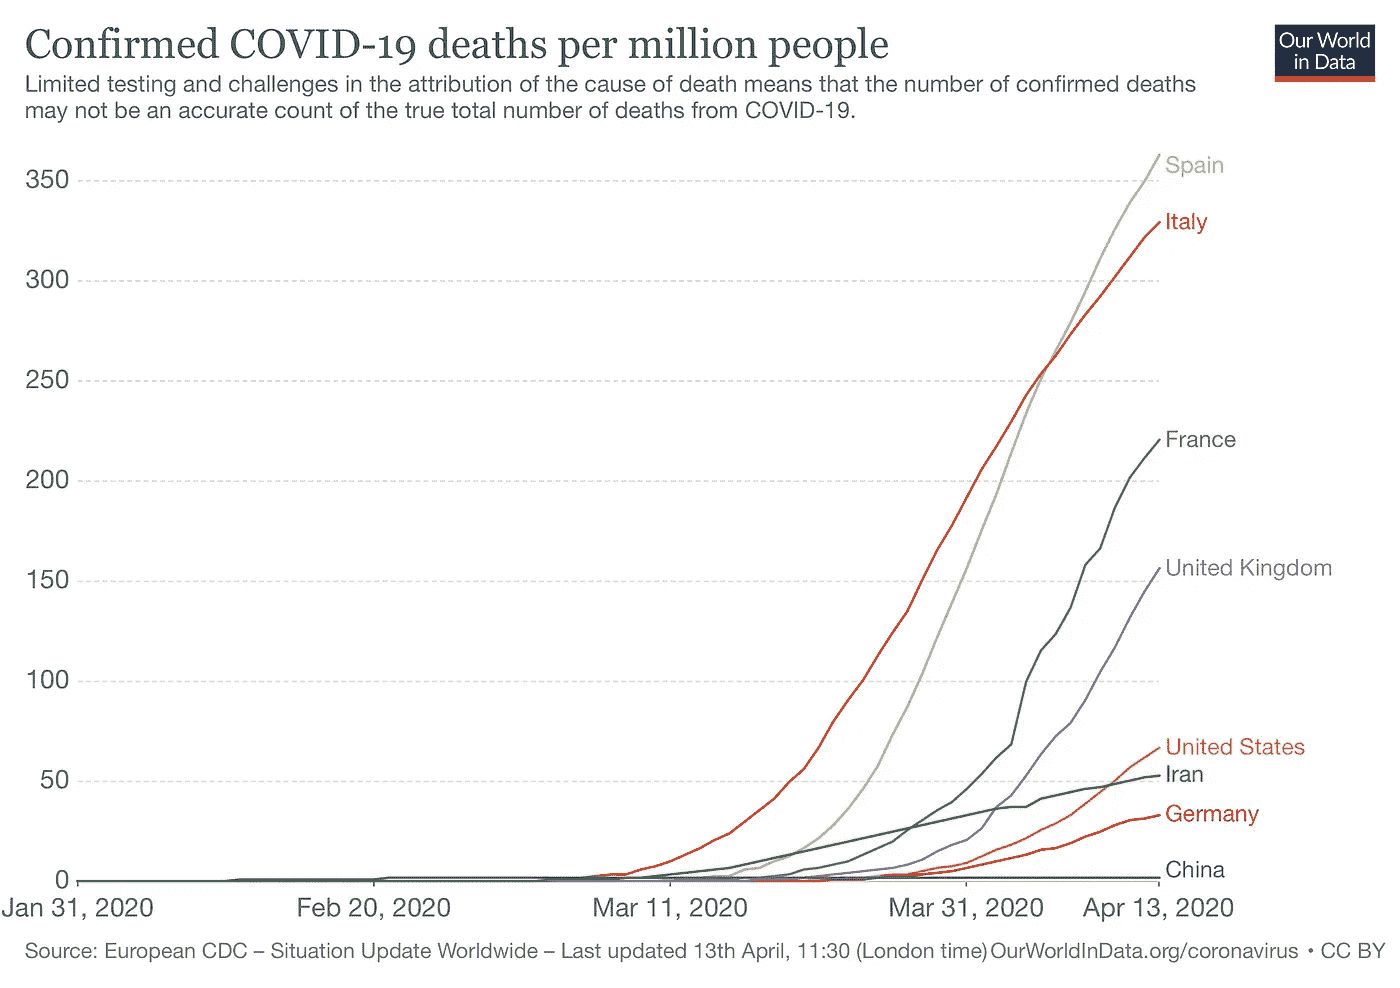 Confirmed COVID-19 deaths per million people
Our World
in Data
Limited testing and challenges in the attribution of the cause of death means that the number of confirmed deaths
may not be an accurate count of the true total number of deaths from COVID-19.
350
Spain
Italy
300
250
France
200
150
United Kingdom
100
United States
50
Iran
Germany
China
0
Jan 31, 2020
Feb 20, 2020
Mar 11, 2020
Mar 31, 2020
Apr 13, 2020
Source: European CDC – Situation Update Worldwide – Last updated 13th April, 11:30 (London time)
OurWorldInData.org/coronavirus • CC BY